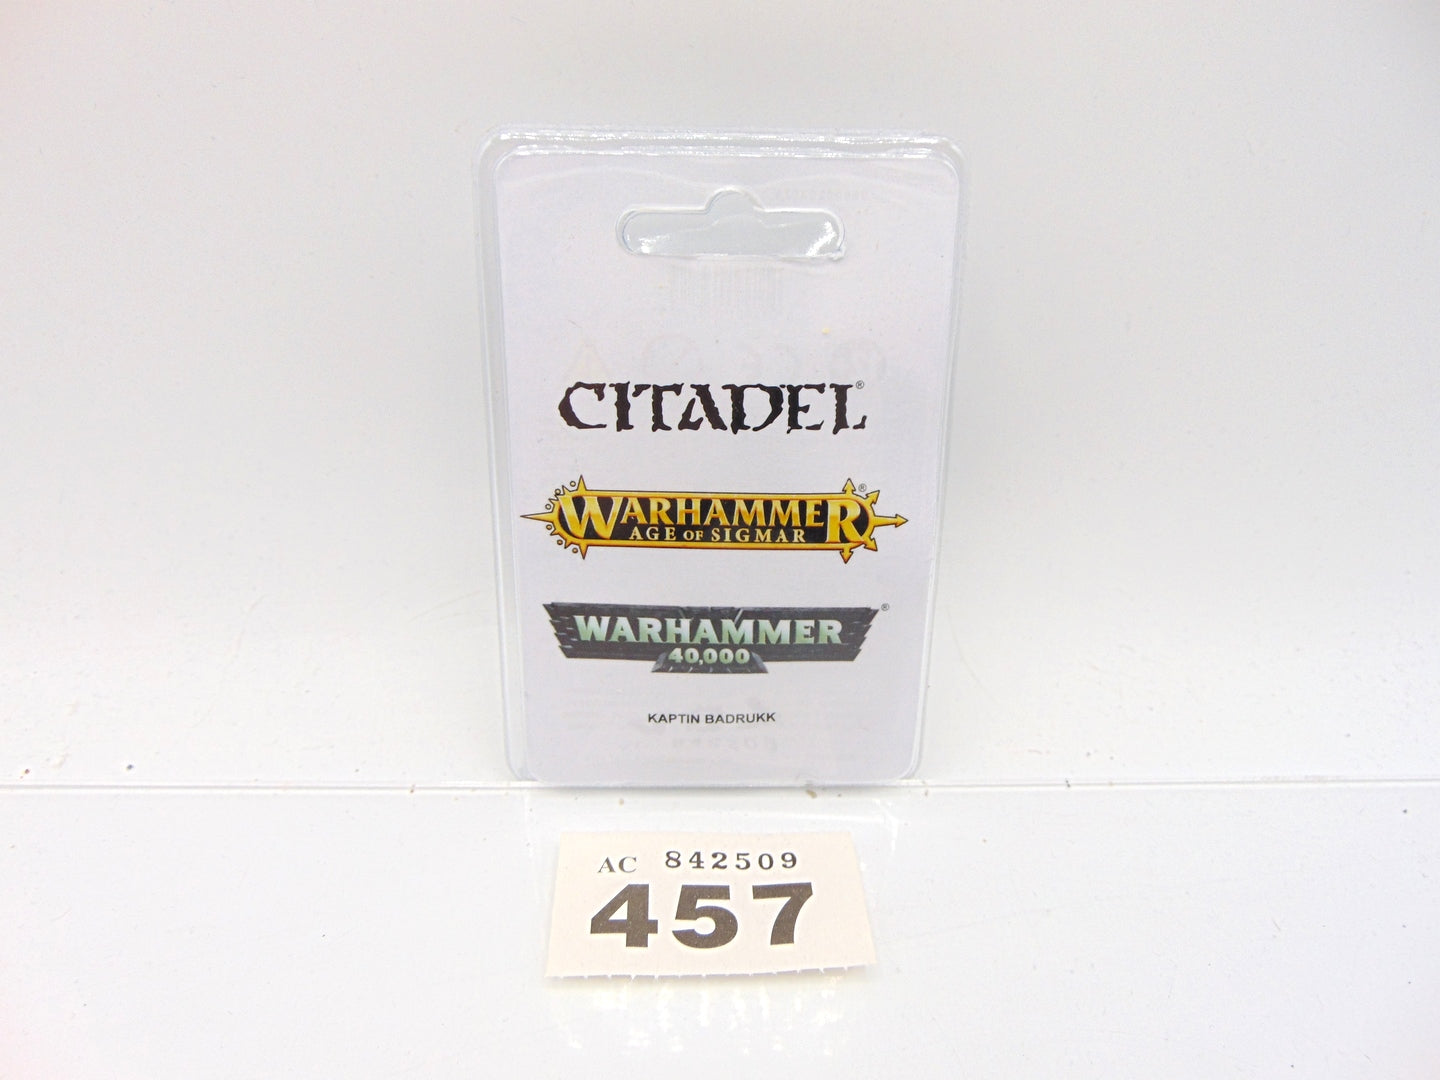 CITADEL®
WARHAMMER®
AGE OF SIGMAR
WARHAMMER®
40,000
KAPTIN BADRUKK
AC 842509
457